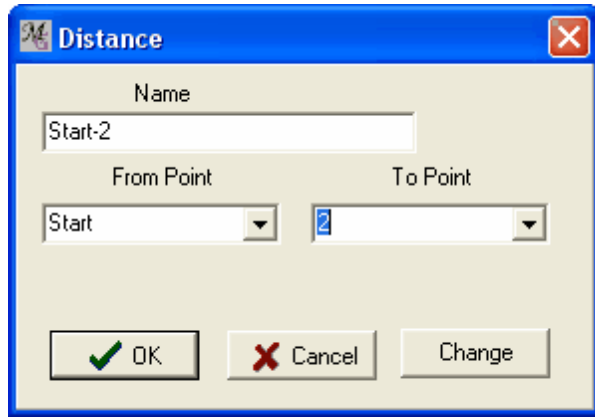 Distance
Name
Start-2
From Point To Point
Start 2
OK Cancel Change